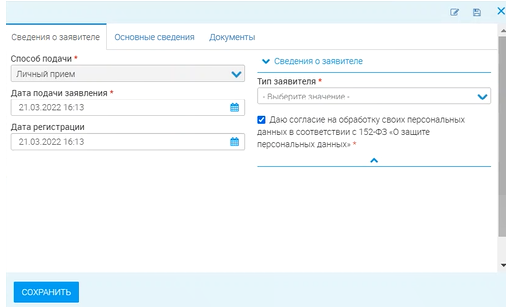 Сведения о заявителе Основные сведения Документы
Способ подачи *
Личный прием
Дата подачи заявления *
21.03.2022 16:13
Дата регистрации
21.03.2022 16:13
Сведения о заявителе
Тип заявителя *
- Выберите значение -
Даю согласие на обработку своих персональных
данных в соответствии с 152-ФЗ «О защите
персональных данных» *
СОХРАНИТЬ